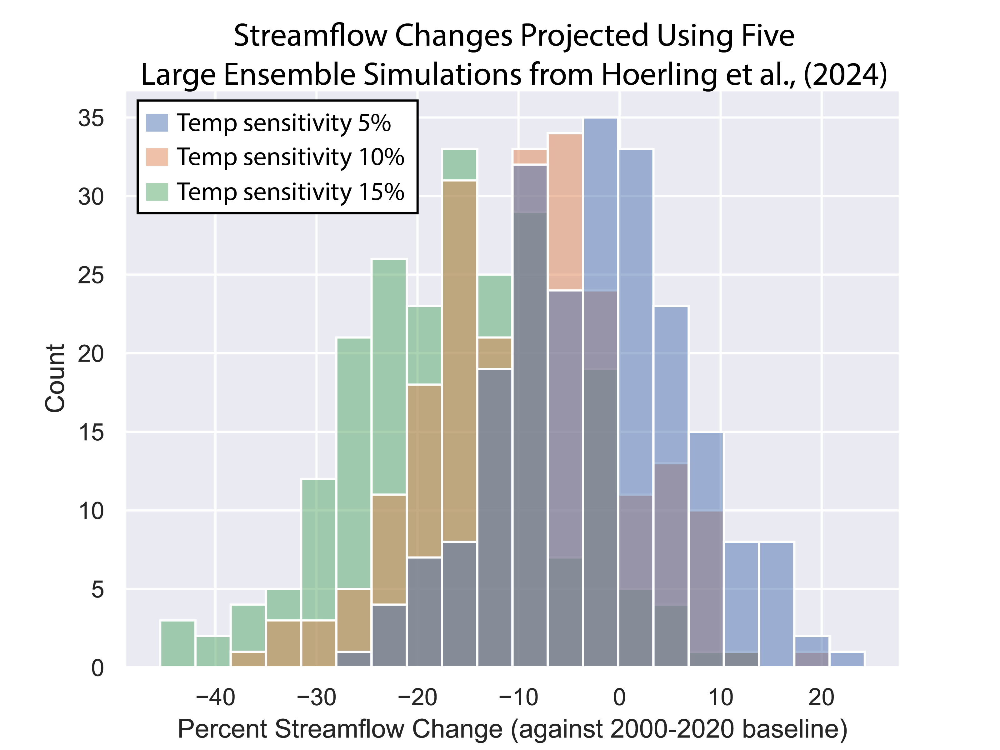 Streamflow Changes Projected Using Five
Large Ensemble Simulations from Hoerling et al., (2024)
Temp sensitivity 5%
Temp sensitivity 10%
Temp sensitivity 15%
Count
35
30
25
20
15
10
5
0
−40 −30 −20 −10 0 10 20
Percent Streamflow Change (against 2000-2020 baseline)